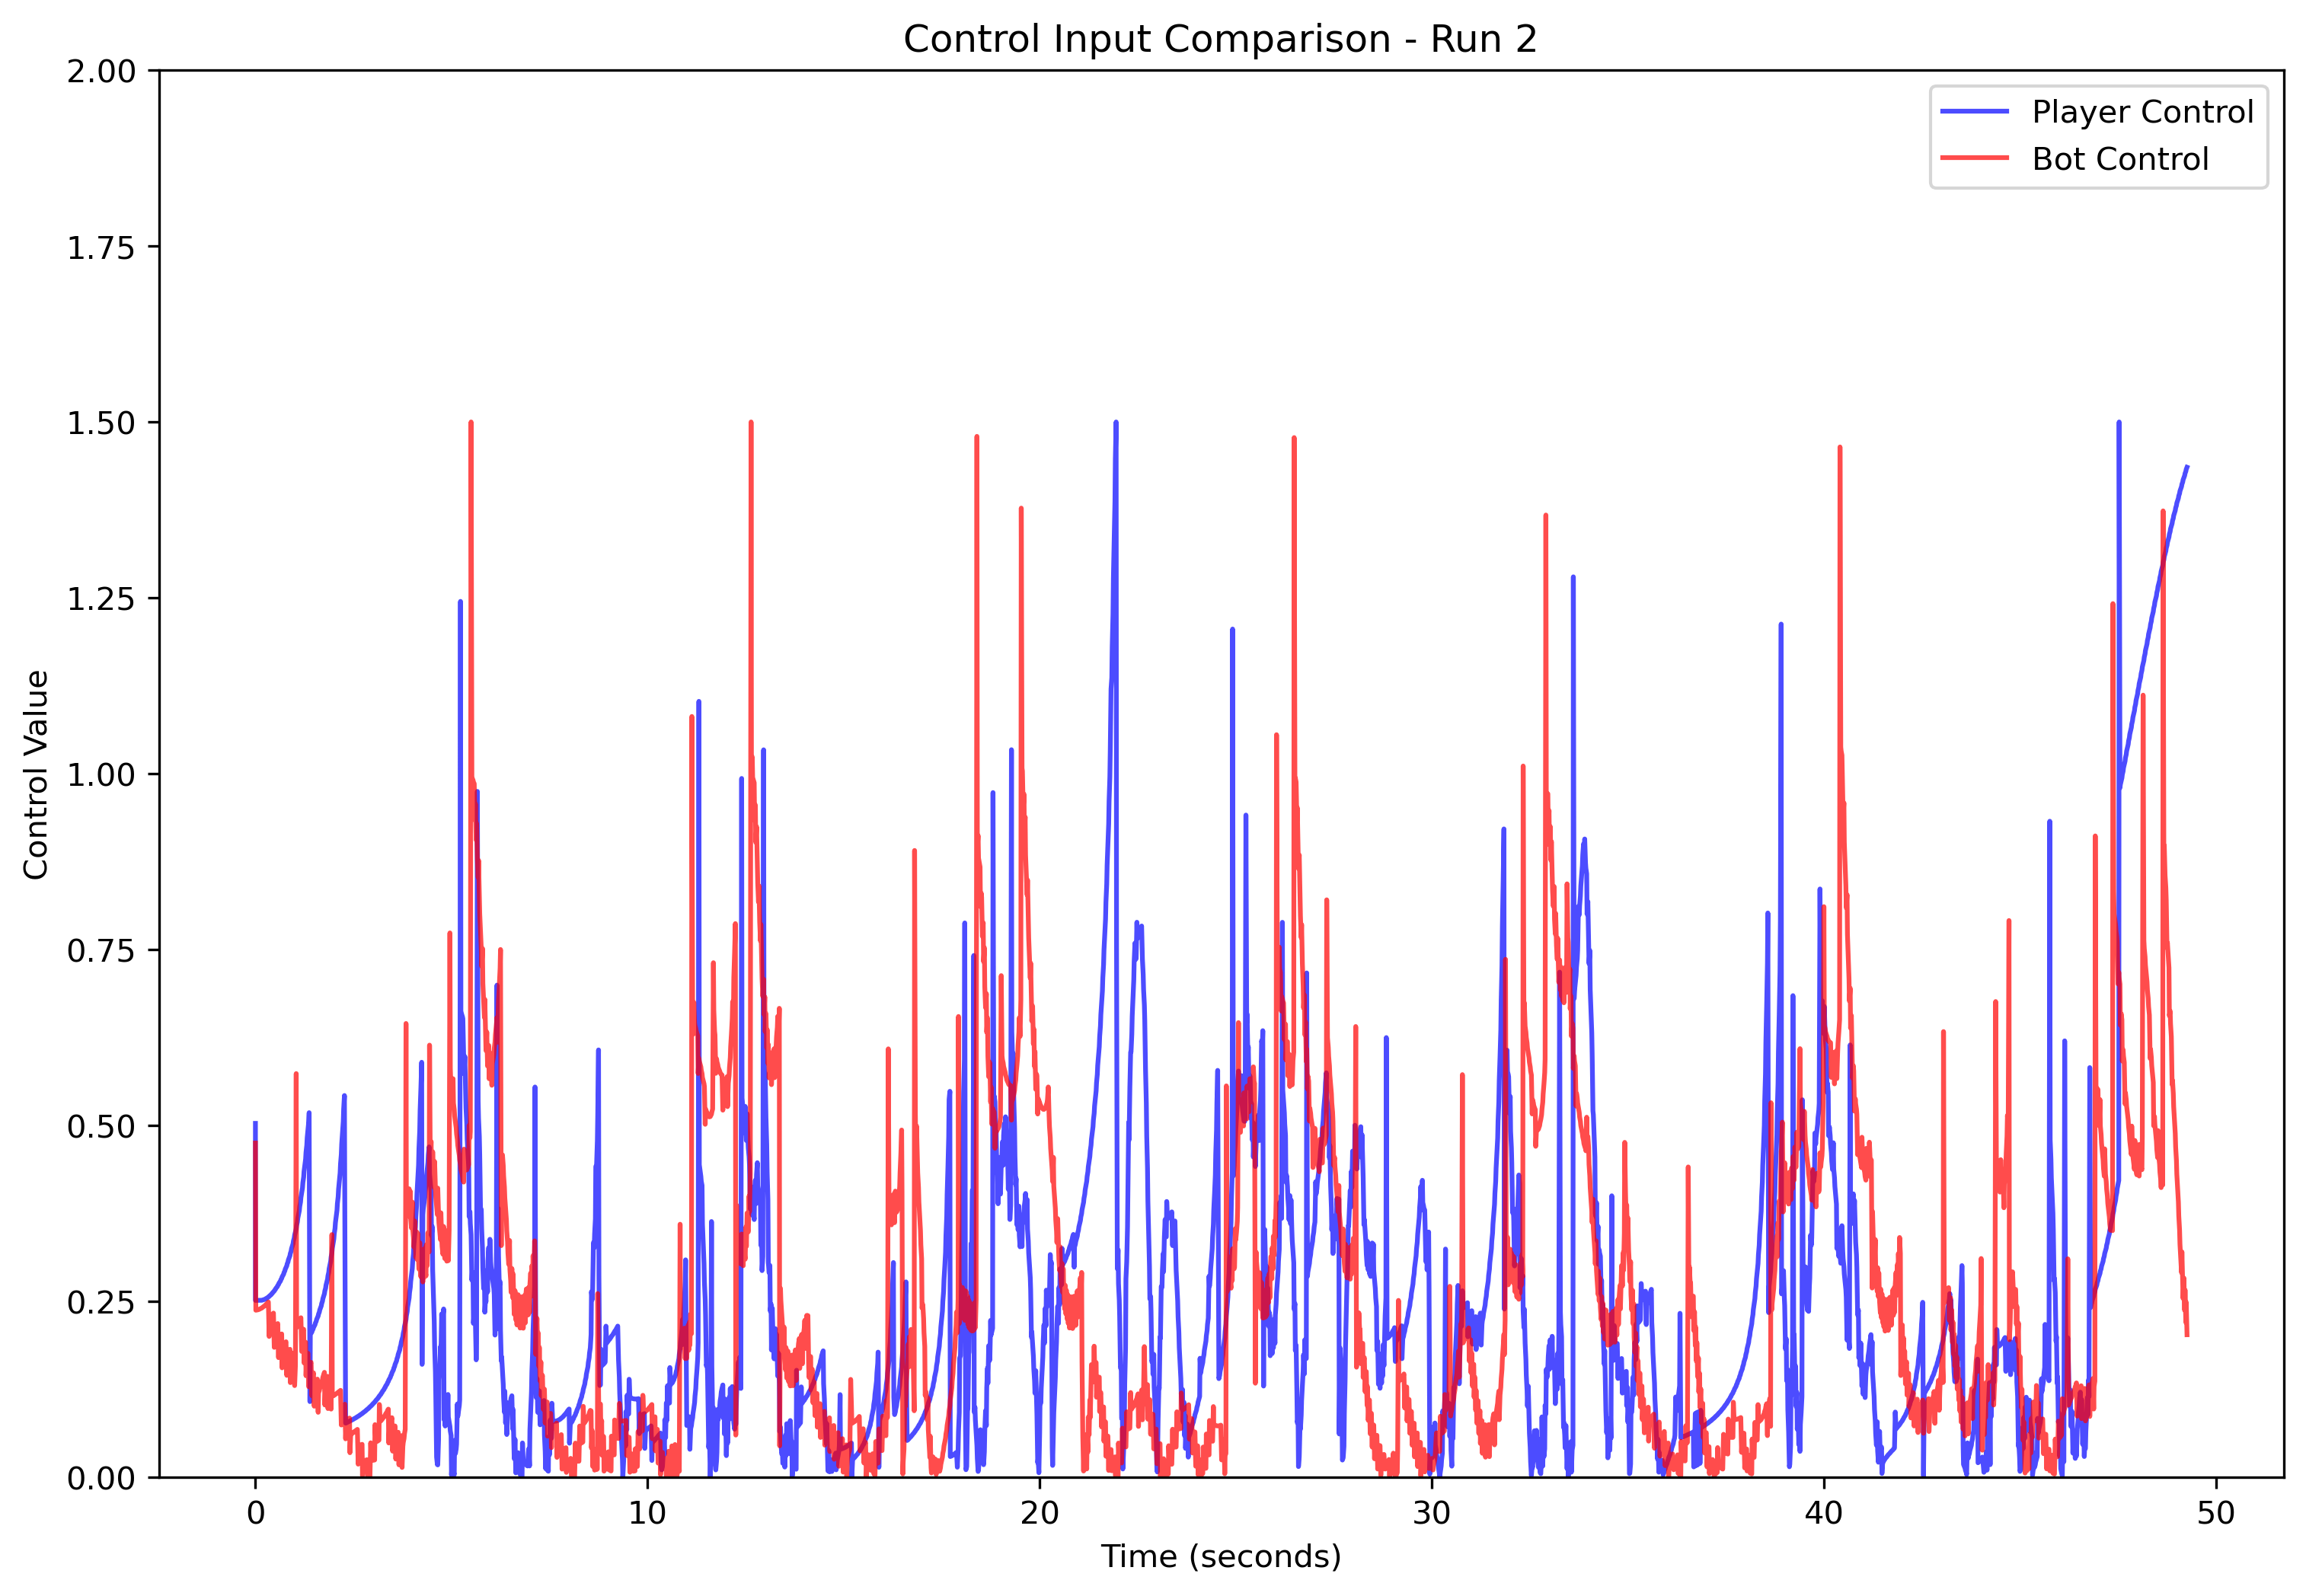 Control Input Comparison - Run 2
Player Control
Bot Control
2.00
1.75
1.50
1.25
1.00
0.75
0.50
0.25
0.00
Control Value
0 10 20 30 40 50
Time (seconds)